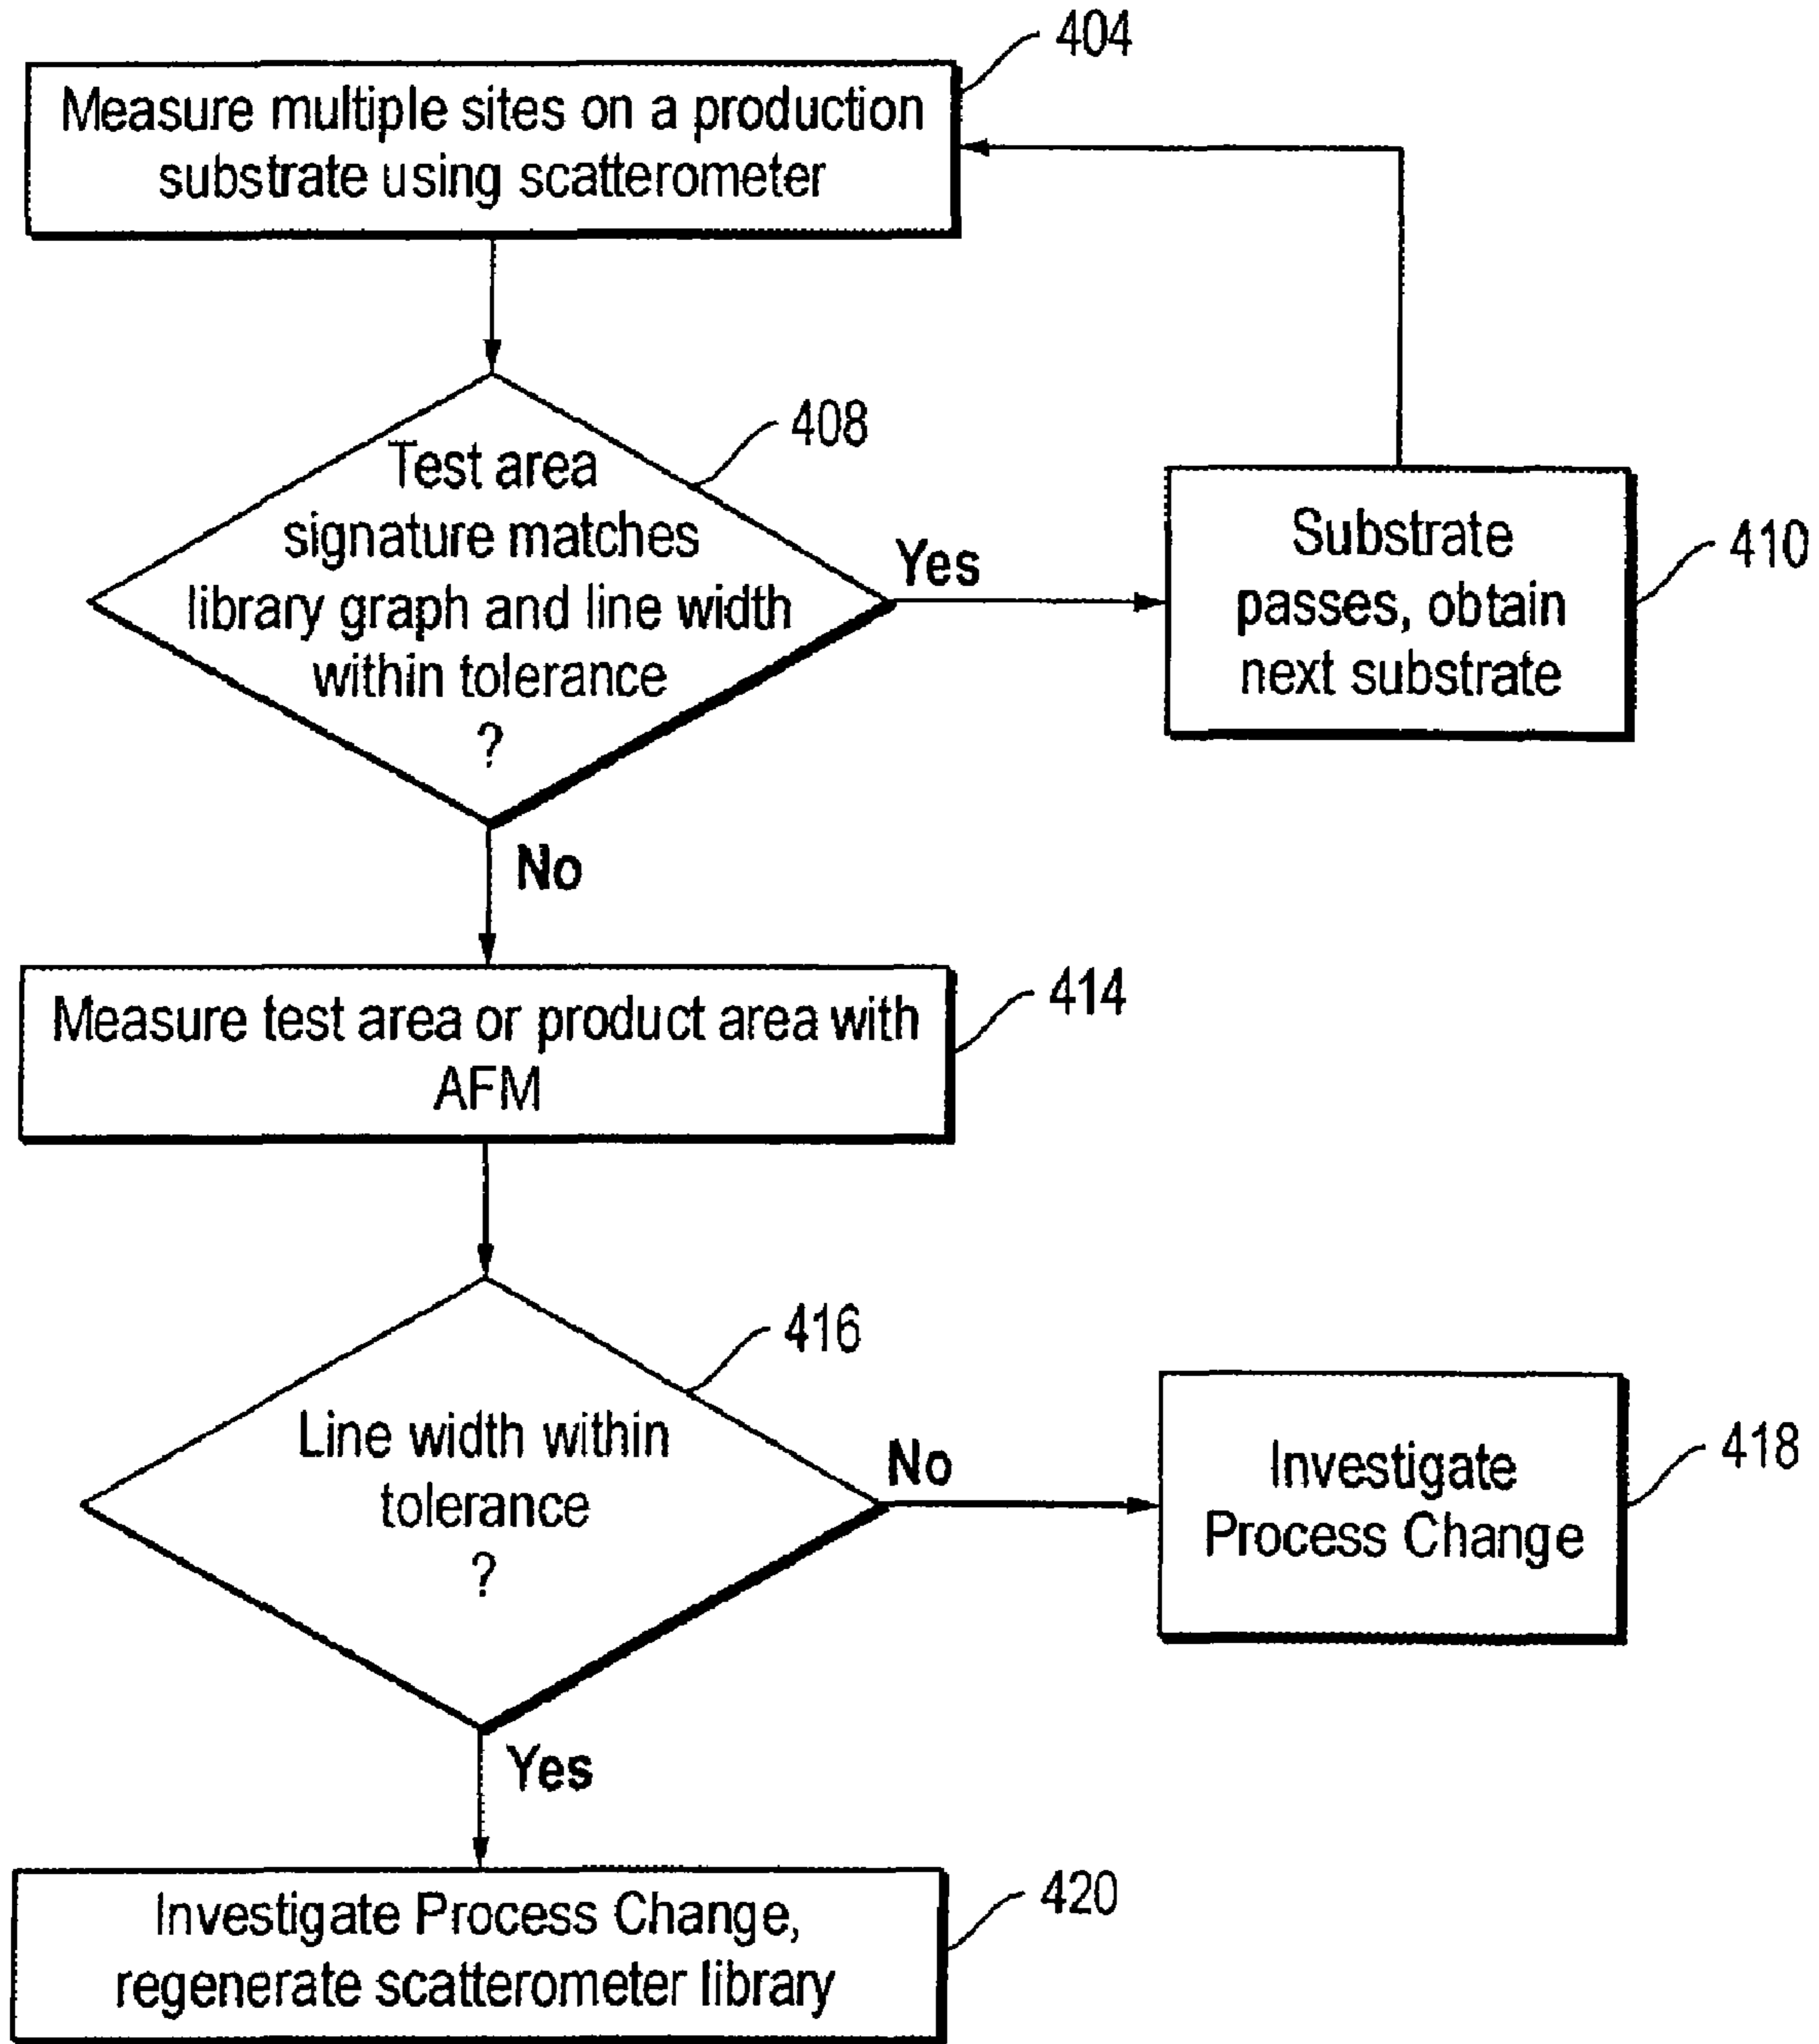 404
Measure multiple sites on a production
substrate using scatterometer
408
Test area
signature matches
library graph and line width
within tolerance
?
Yes
Substrate
passes, obtain
next substrate
410
No
Measure test area or product area with
AFM
414
416
Line width within
tolerance
?
No
Investigate
Process Change
418
Yes
Investigate Process Change,
regenerate scatterometer library
420